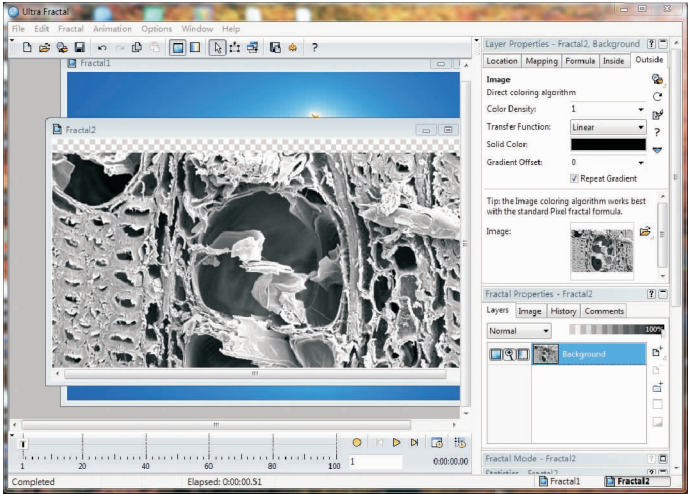 Ultra Fractal
File Edit Fractal Animation Options Window Help
?
Fractal1
Fractal2
1 20 40 60 80 100
1
0:00:00.00
Completed
Elapsed: 0:00:00.51
Layer Properties - Fractal2, Background
Location Mapping Formula Inside Outside
Image
Direct coloring algorithm
Color Density: 1
Transfer Function: Linear
?
Solid Color:
Gradient Offset: 0
Repeat Gradient
Tip: the Image coloring algorithm works best
with the standard Pixel fractal formula.
Image:
Fractal Properties - Fractal2
Layers Image History Comments
Normal 100%
Background
Fractal Mode - Fractal2
Fractal1 Fractal2